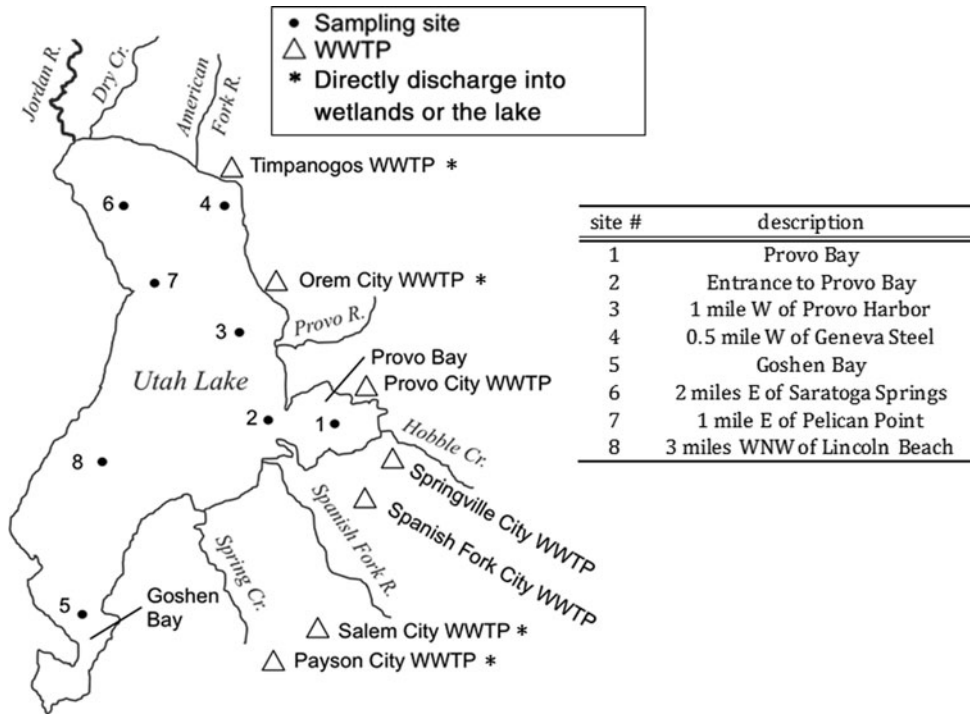 Sampling site
WWTP
* Directly discharge into
wetlands or the lake
Jordan R.
Dry Cr.
American
Fork R.
Timpanogos WWTP *
6
4
7
Orem City WWTP *
3
Provo R.
Provo Bay
Utah Lake
Provo City WWTP
2
1
Hobble Cr.
8
Springville City WWTP
Spanish Fork City WWTP
Spanish Fork R.
Spring Cr.
5
Goshen
Bay
Salem City WWTP *
Payson City WWTP *
site # description
1 Provo Bay
2 Entrance to Provo Bay
3 1 mile W of Provo Harbor
4 0.5 mile W of Geneva Steel
5 Goshen Bay
6 2 miles E of Saratoga Springs
7 1 mile E of Pelican Point
8 3 miles WNW of Lincoln Beach